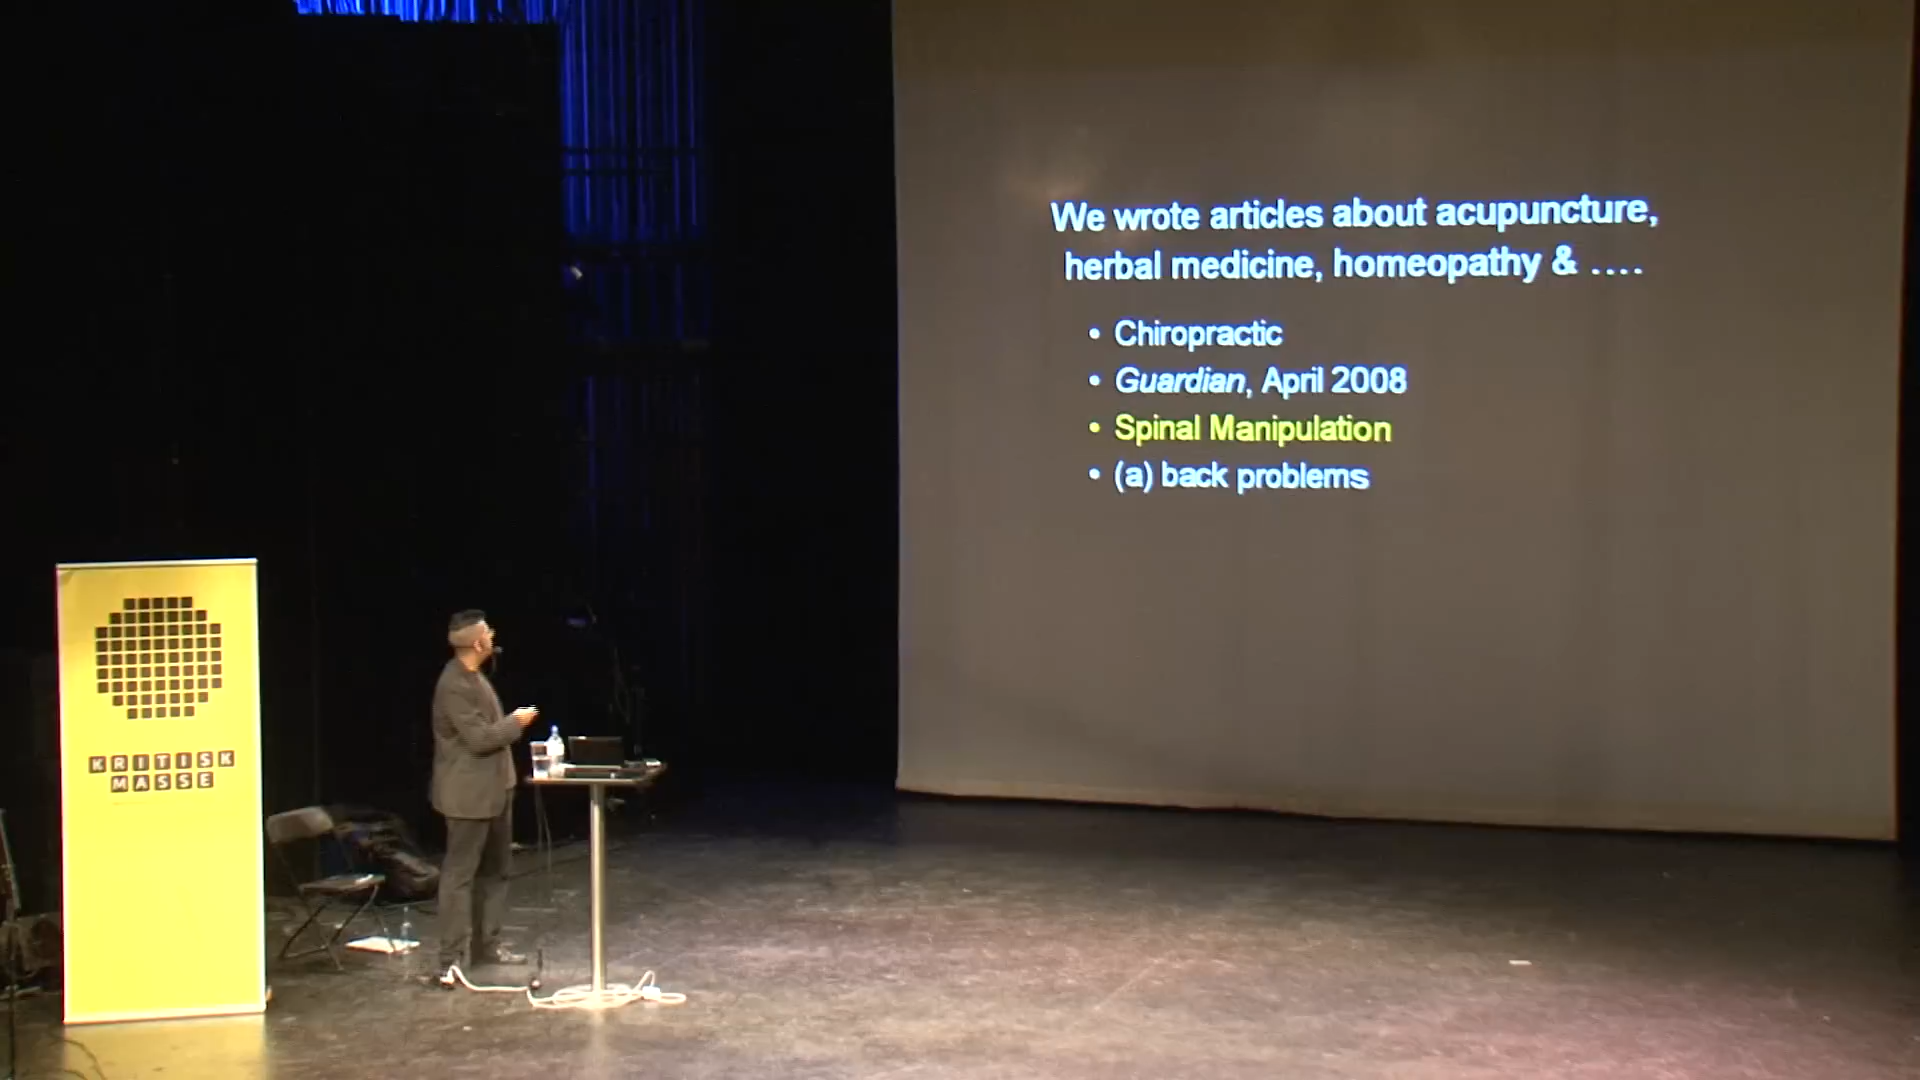 We wrote articles about acupuncture,
herbal medicine, homeopathy & ....
• Chiropractic
• Guardian, April 2008
• Spinal Manipulation
• (a) back problems
KRITISK
MASSE